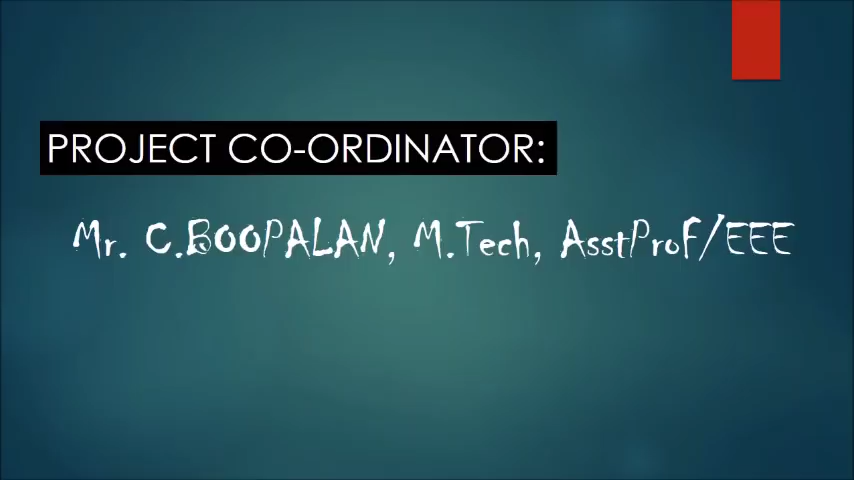 PROJECT CO-ORDINATOR:
Mr. C.BOOPALAN, M.Tech, AsstProf/EEE